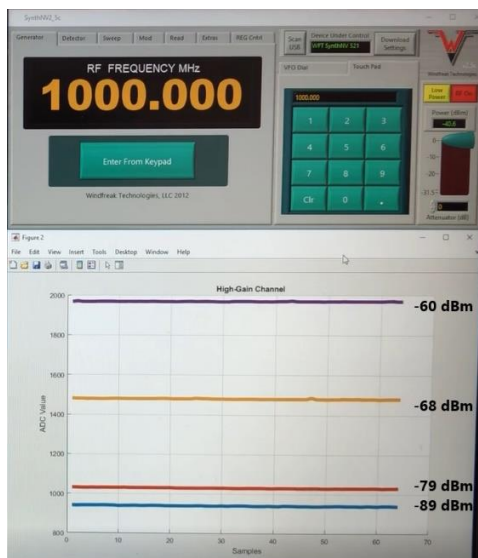 SynthNV2_5c
Generator Detector Sweep Mod Read Extras REG Cntrl
RF FREQUENCY MHz
1000.000
Enter From Keypad
Windfreak Technologies, LLC 2012
Scan USB
Device Under Control
WFT SynthNV 321
Download Settings
VFO Dial Touch Pad
1000.000
1 2 3
4 5 6
7 8 9
Clr 0 .
Windfreak Technologies
Low Power
RF On
Power (dBm)
-40.6
0-
-10-
-20-
-31.5
0
Attenuator (dB)
Figure 2
File Edit View Insert Tools Desktop Window Help
High-Gain Channel
2000
1800
1600
1400
1200
1000
800
ADC Value
0 10 20 30 40 50 60 70
Samples
-60 dBm
-68 dBm
-79 dBm
-89 dBm